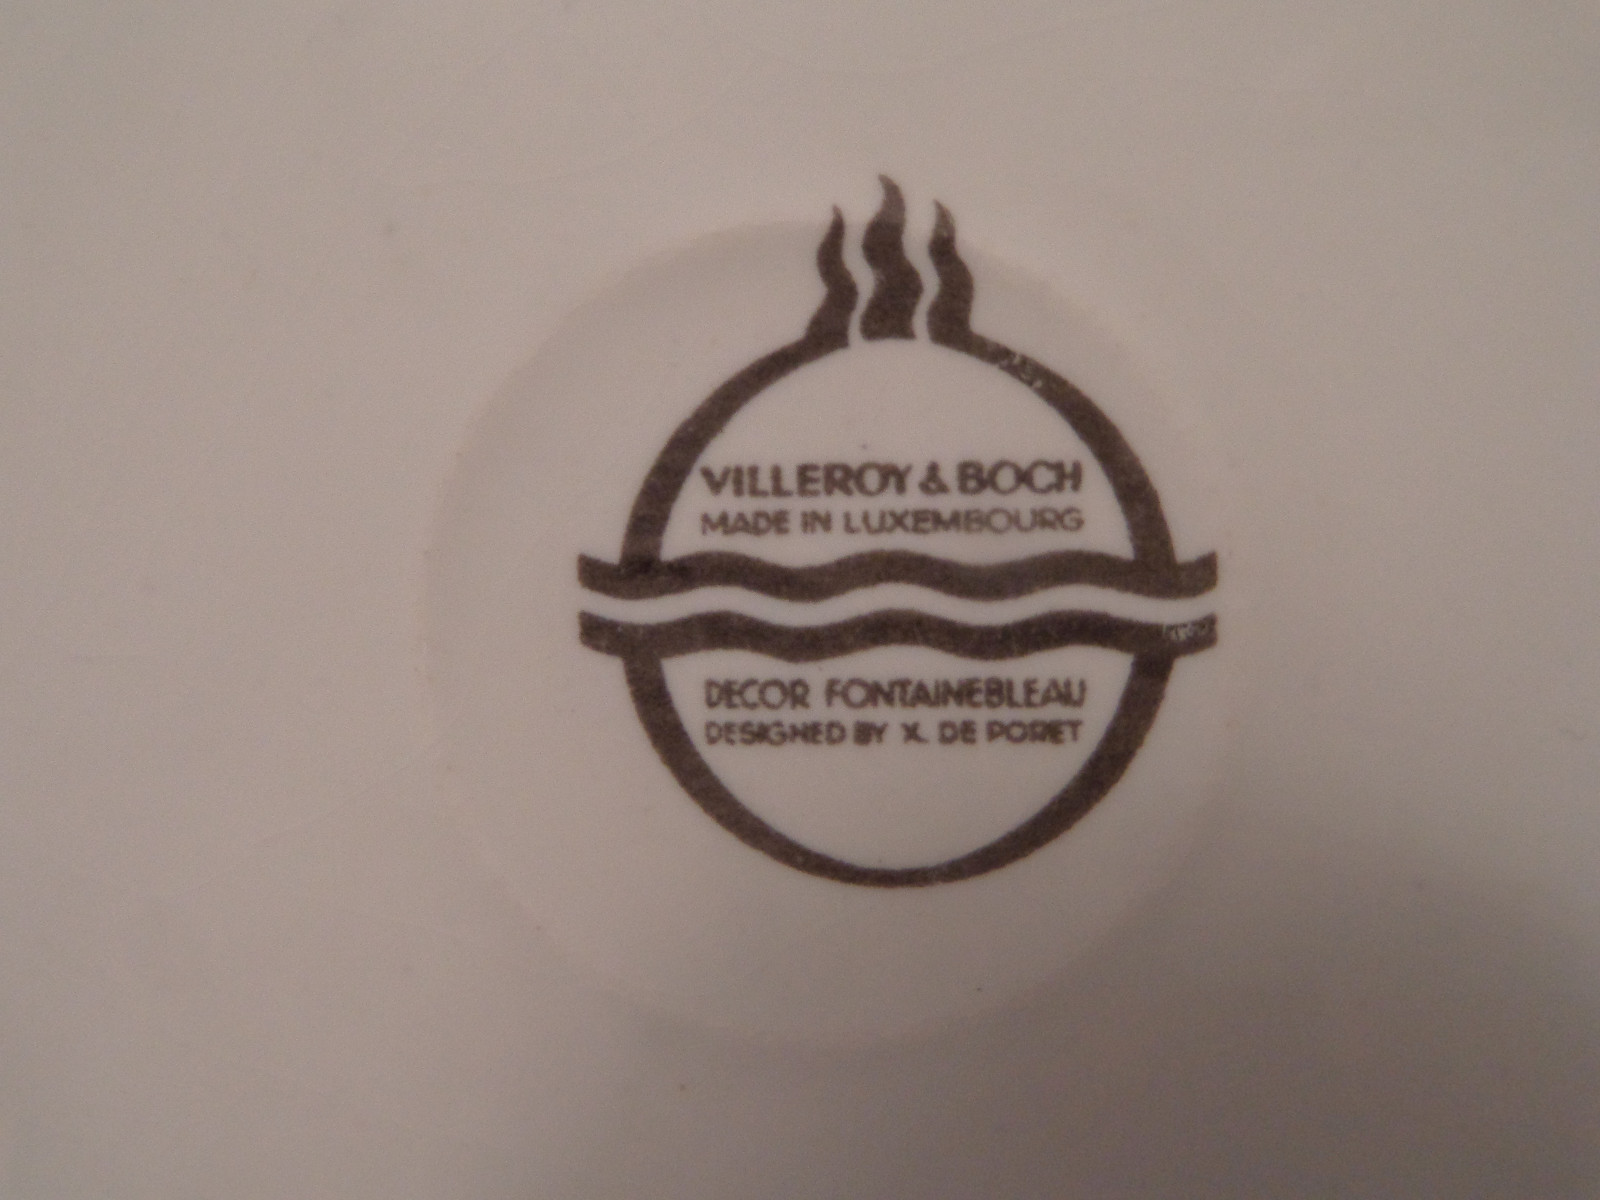 VILLEROY & BOCH
MADE IN LUXEMBOURG
DECOR FONTAINEBLEAU
DESIGNED BY X. DE PORET